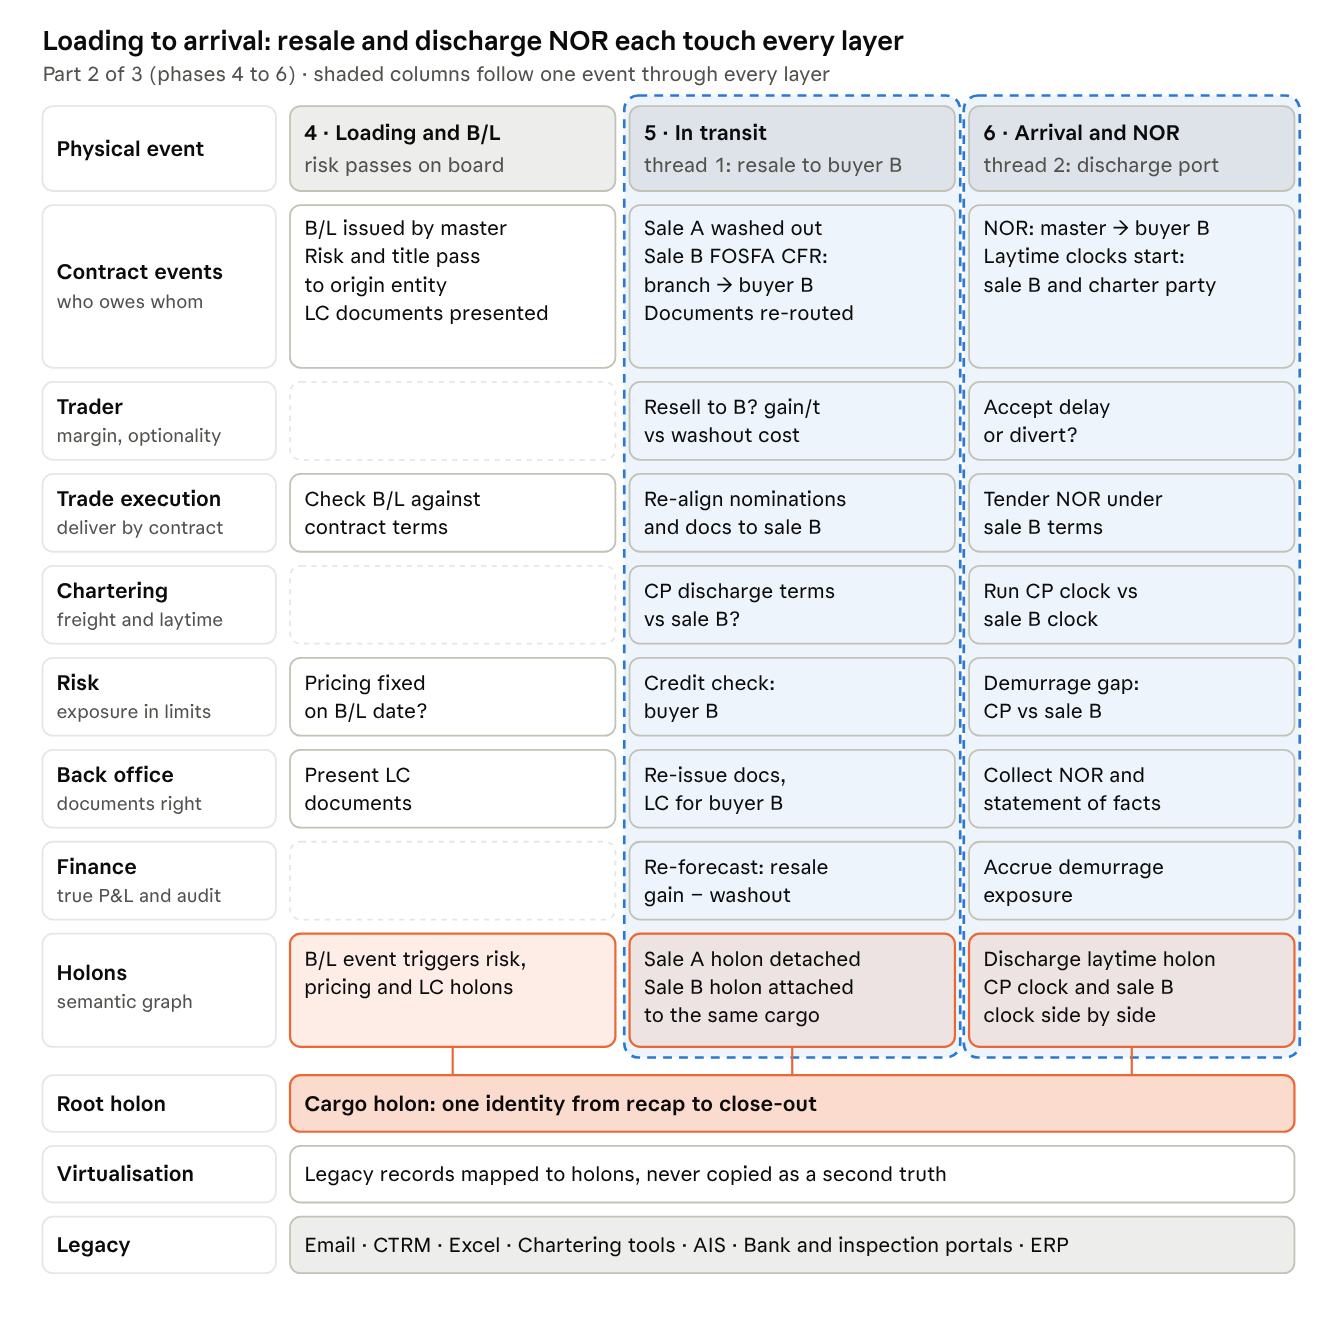 Loading to arrival: resale and discharge NOR each touch every layer
Part 2 of 3 (phases 4 to 6) · shaded columns follow one event through every layer
Physical event
4 · Loading and B/L
risk passes on board
5 · In transit
thread 1: resale to buyer B
6 · Arrival and NOR
thread 2: discharge port
Contract events
who owes whom
B/L issued by master
Risk and title pass
to origin entity
LC documents presented
Sale A washed out
Sale B FOSFA CFR:
branch → buyer B
Documents re-routed
NOR: master → buyer B
Laytime clocks start:
sale B and charter party
Trader
margin, optionality
Resell to B? gain/t
vs washout cost
Accept delay
or divert?
Trade execution
deliver by contract
Check B/L against
contract terms
Re-align nominations
and docs to sale B
Tender NOR under
sale B terms
Chartering
freight and laytime
CP discharge terms
vs sale B?
Run CP clock vs
sale B clock
Risk
exposure in limits
Pricing fixed
on B/L date?
Credit check:
buyer B
Demurrage gap:
CP vs sale B
Back office
documents right
Present LC
documents
Re-issue docs,
LC for buyer B
Collect NOR and
statement of facts
Finance
true P&L and audit
Re-forecast: resale
gain − washout
Accrue demurrage
exposure
Holons
semantic graph
B/L event triggers risk,
pricing and LC holons
Sale A holon detached
Sale B holon attached
to the same cargo
Discharge laytime holon
CP clock and sale B
clock side by side
Root holon
Cargo holon: one identity from recap to close-out
Virtualisation
Legacy records mapped to holons, never copied as a second truth
Legacy
Email · CTRM · Excel · Chartering tools · AIS · Bank and inspection portals · ERP